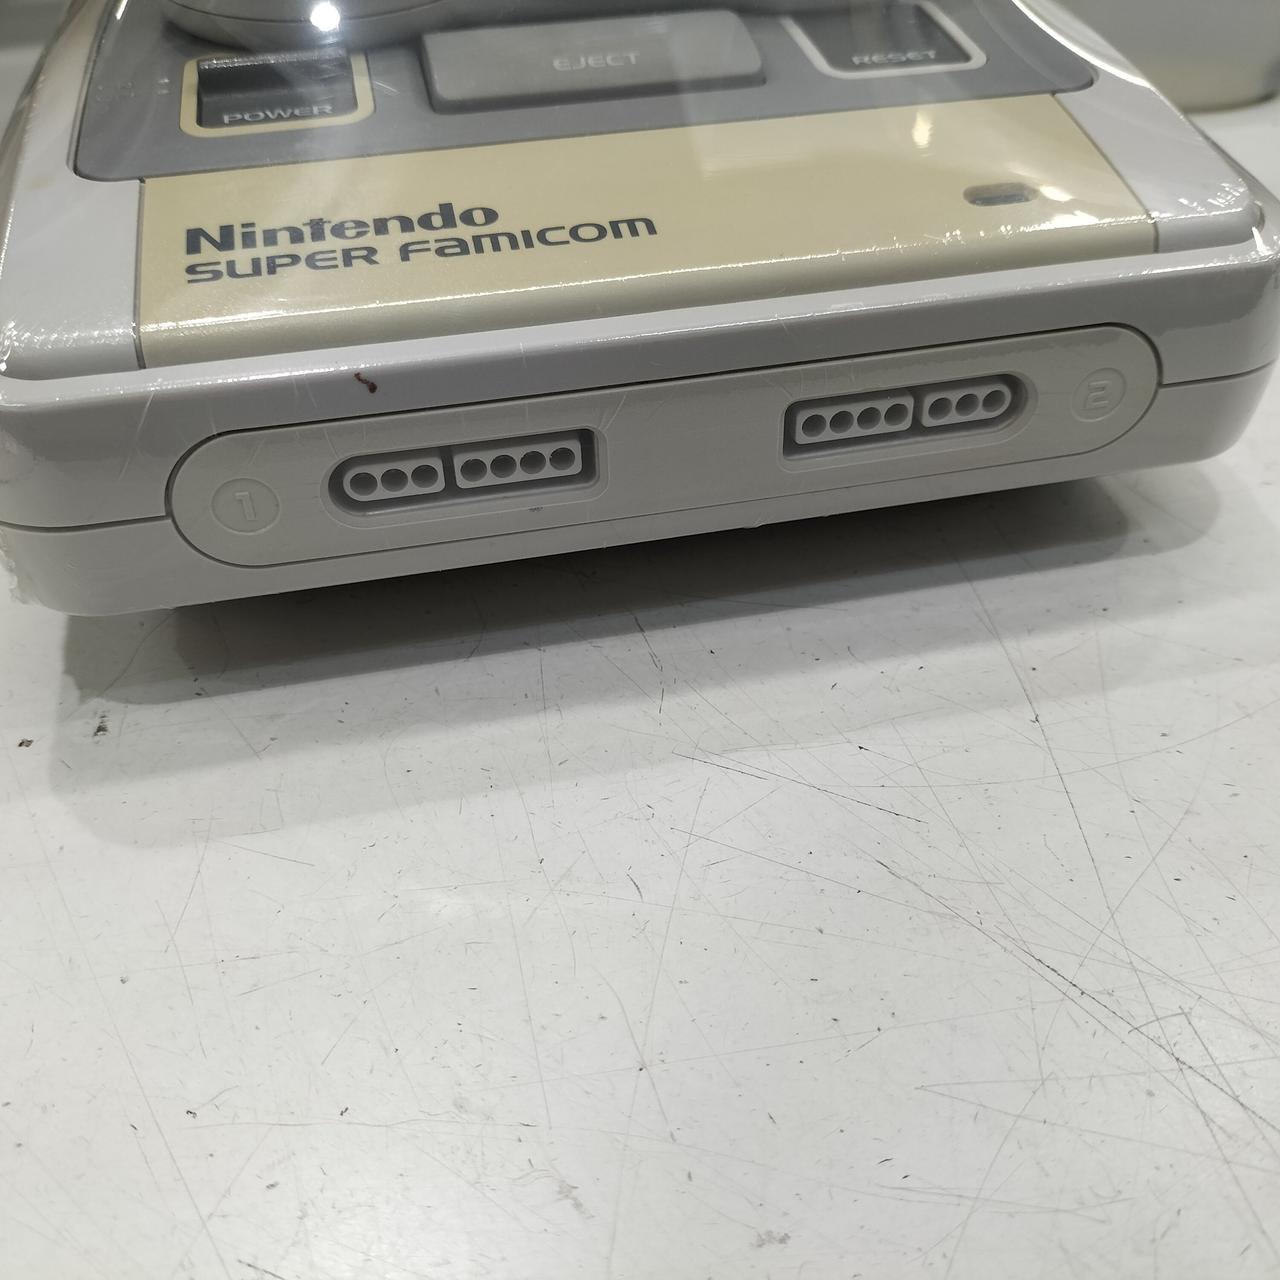 POWER
EJECT
RESET
Nintendo
SUPER FAMICOM
1
2